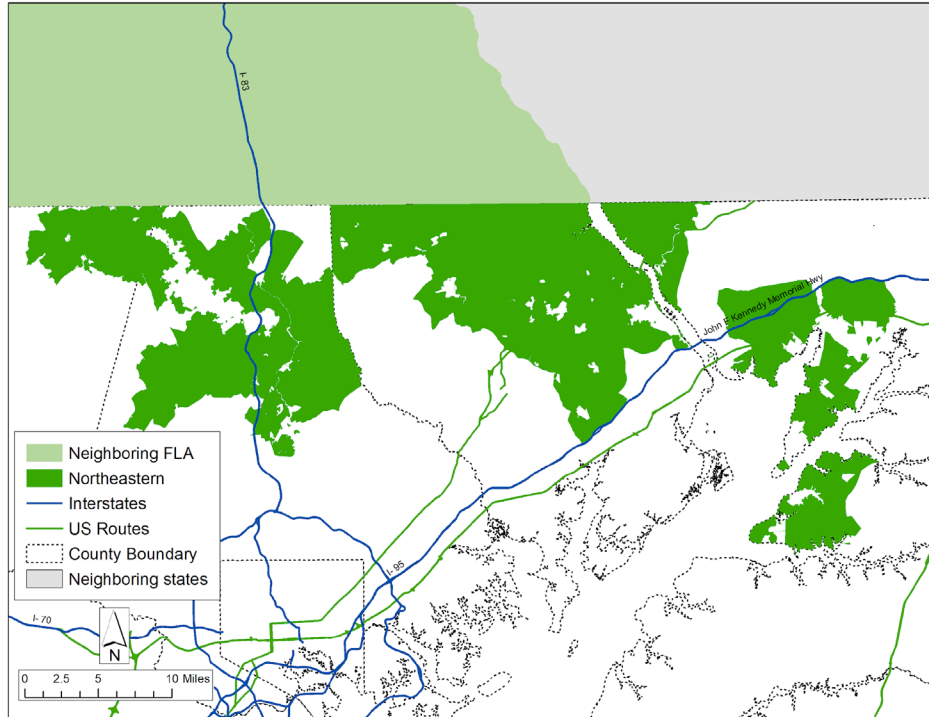 I- 83
John F Kennedy Memorial Hwy
I- 95
I- 70
Neighboring FLA
Northeastern
Interstates
US Routes
County Boundary
Neighboring states
N
0 2.5 5 10 Miles